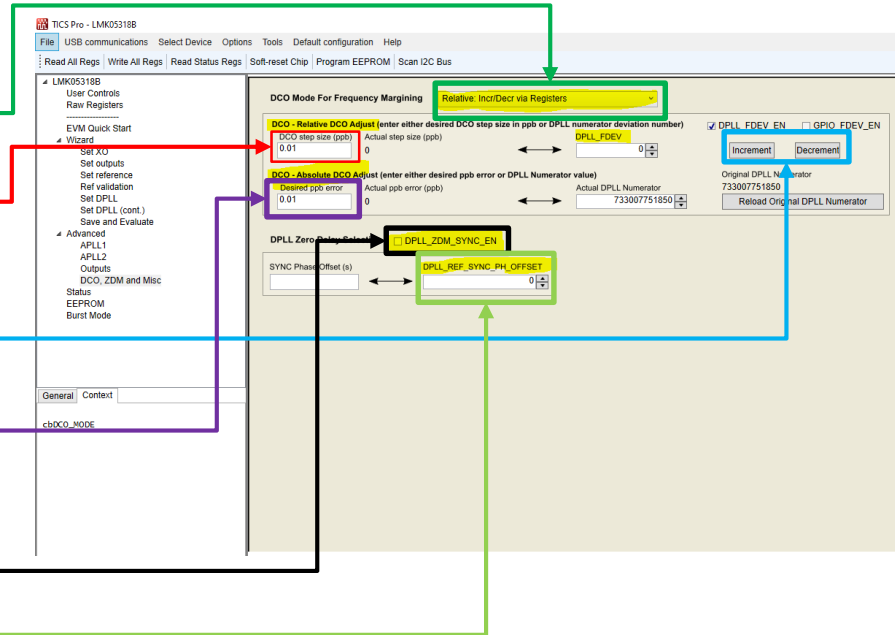 TICS Pro - LMK05318B
File USB communications Select Device Options Tools Default configuration Help
Read All Regs Write All Regs Read Status Regs Soft-reset Chip Program EEPROM Scan I2C Bus
LMK05318B
User Controls
Raw Registers
--------------------
EVM Quick Start
Wizard
Set XO
Set outputs
Set reference
Ref validation
Set DPLL
Set DPLL (cont.)
Save and Evaluate
Advanced
APLL1
APLL2
Outputs
DCO, ZDM and Misc
Status
EEPROM
Burst Mode
General Context
cbDCO_MODE
DCO Mode For Frequency Margining Relative: Incr/Decr via Registers
DCO - Relative DCO Adjust (enter either desired DCO step size in ppb or DPLL numerator deviation number) DPLL_FDEV_EN GPIO_FDEV_EN
DCO step size (ppb) Actual step size (ppb) DPLL_FDEV
0.01 0 0 Increment Decrement
DCO - Absolute DCO Adjust (enter either desired ppb error or DPLL Numerator value) Original DPLL Numerator
Desired ppb error Actual ppb error (ppb) Actual DPLL Numerator 733007751850
0.01 0 733007751850 Reload Original DPLL Numerator
DPLL Zero DPLL_ZDM_SYNC_EN
SYNC Phase Offset (s) DPLL_REF_SYNC_PH_OFFSET
0